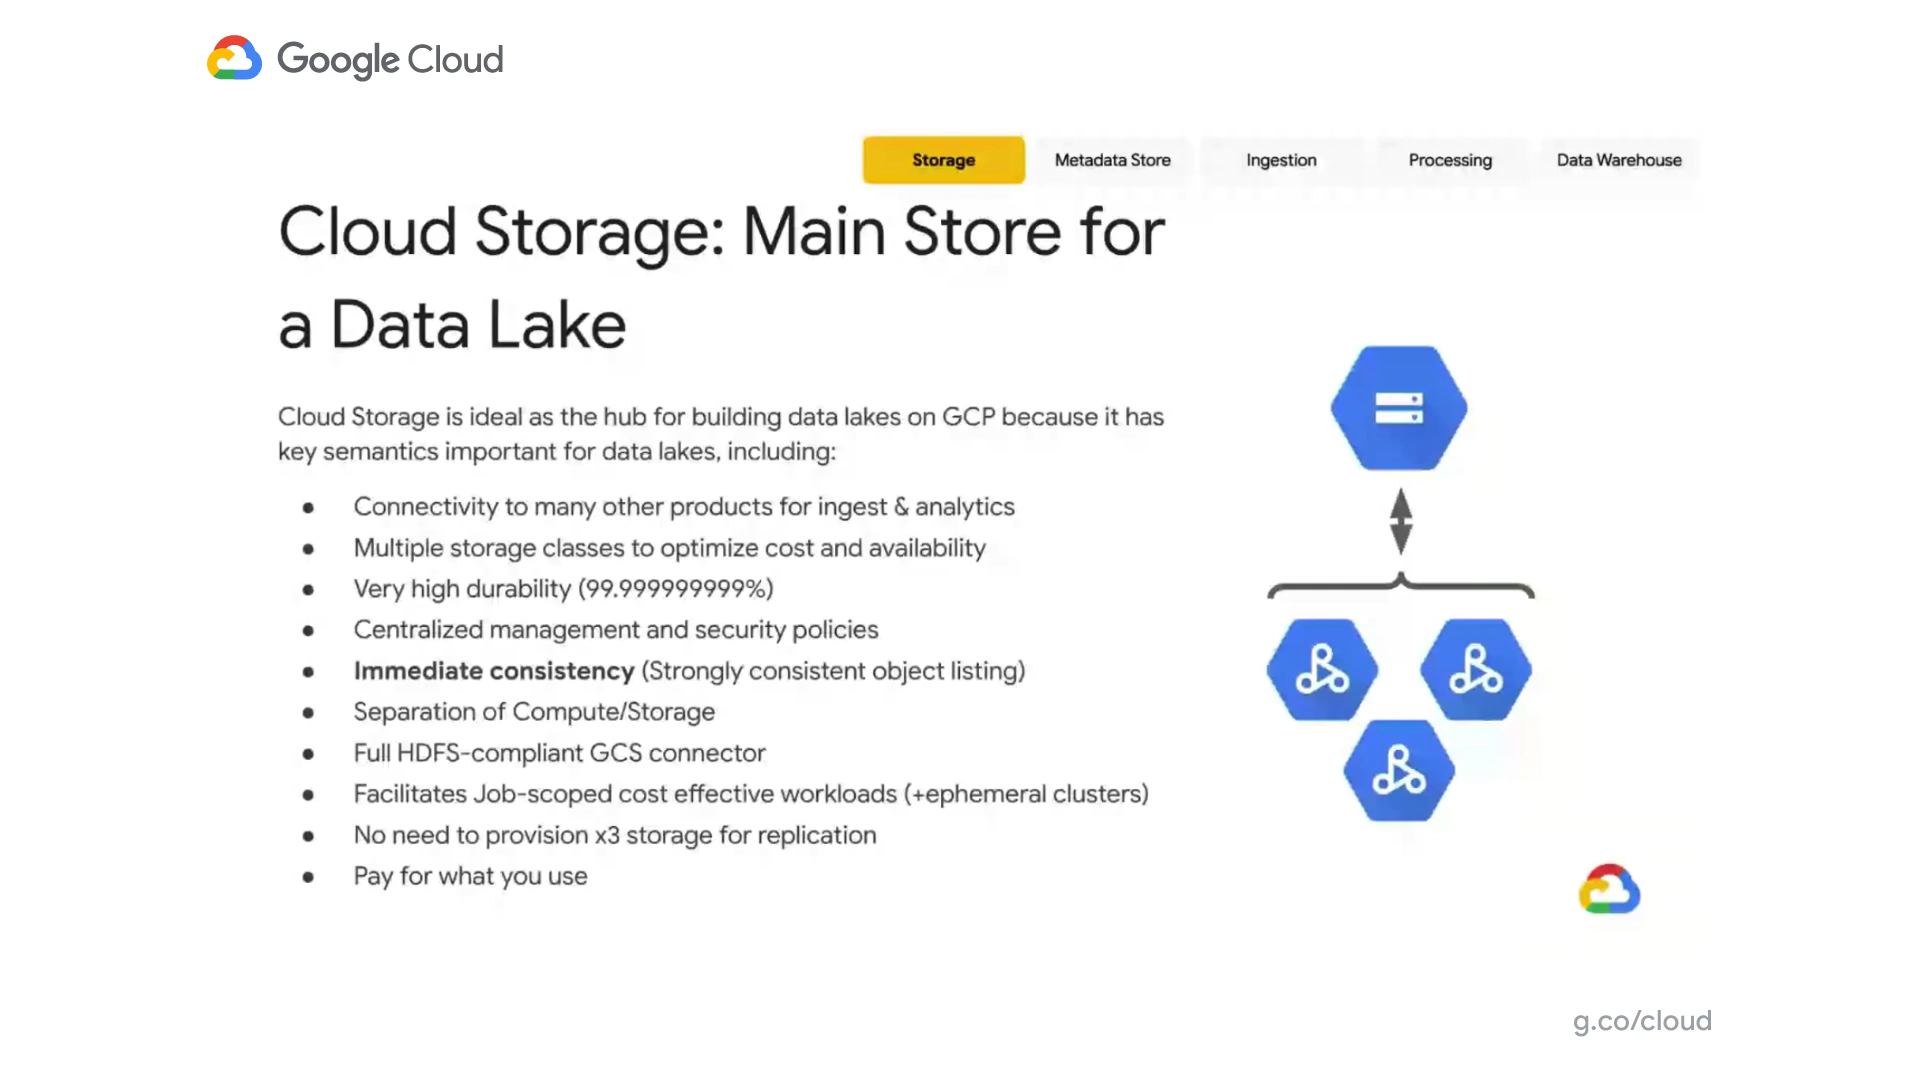 Google Cloud
Storage
Metadata Store
Ingestion
Processing
Data Warehouse
Cloud Storage: Main Store for
a Data Lake
Cloud Storage is ideal as the hub for building data lakes on GCP because it has
key semantics important for data lakes, including:
● Connectivity to many other products for ingest & analytics
● Multiple storage classes to optimize cost and availability
● Very high durability (99.999999999%)
● Centralized management and security policies
● Immediate consistency (Strongly consistent object listing)
● Separation of Compute/Storage
● Full HDFS-compliant GCS connector
● Facilitates Job-scoped cost effective workloads (+ephemeral clusters)
● No need to provision x3 storage for replication
● Pay for what you use
g.co/cloud